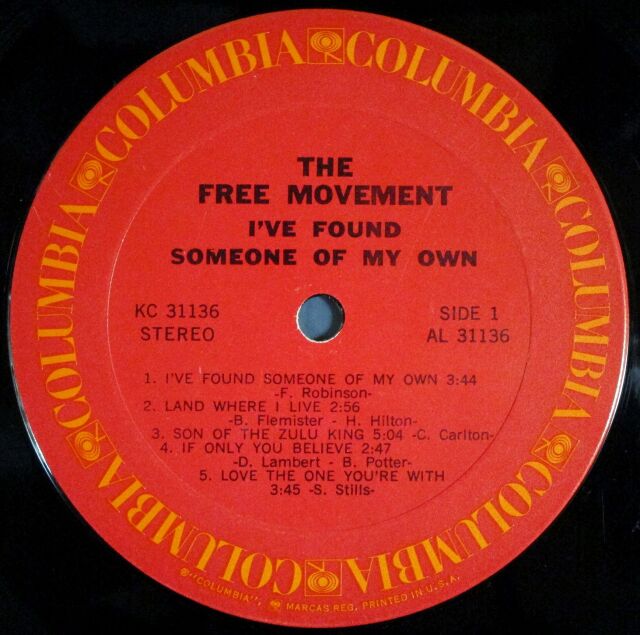 COLUMBIA COLUMBIA COLUMBIA COLUMBIA COLUMBIA COLUMBIA
THE
FREE MOVEMENT
I'VE FOUND
SOMEONE OF MY OWN
KC 31136
STEREO
SIDE 1
AL 31136
1. I'VE FOUND SOMEONE OF MY OWN 3:44
-F. Robinson-
2. LAND WHERE I LIVE 2:56
-B. Flemister - H. Hilton-
3. SON OF THE ZULU KING 5:04 -C. Carlton-
4. IF ONLY YOU BELIEVE 2:47
-D. Lambert - B. Potter-
5. LOVE THE ONE YOU'RE WITH
3:45 -S. Stills-
®"COLUMBIA", MARCAS REG. PRINTED IN U.S.A.